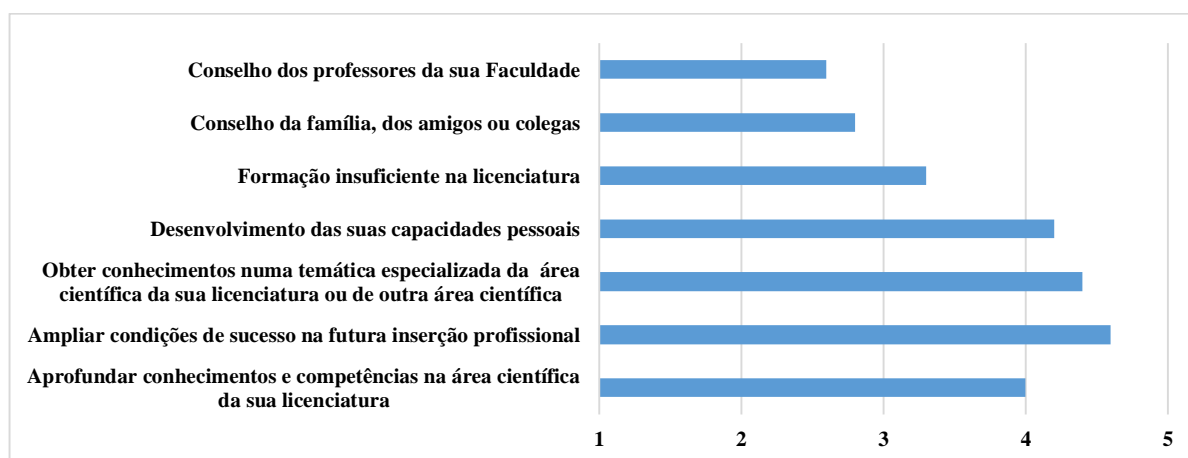 Conselho dos professores da sua Faculdade
Conselho da família, dos amigos ou colegas
Formação insuficiente na licenciatura
Desenvolvimento das suas capacidades pessoais
Obter conhecimentos numa temática especializada da área
científica da sua licenciatura ou de outra área científica
Ampliar condições de sucesso na futura inserção profissional
Aprofundar conhecimentos e competências na área científica
da sua licenciatura
1 2 3 4 5